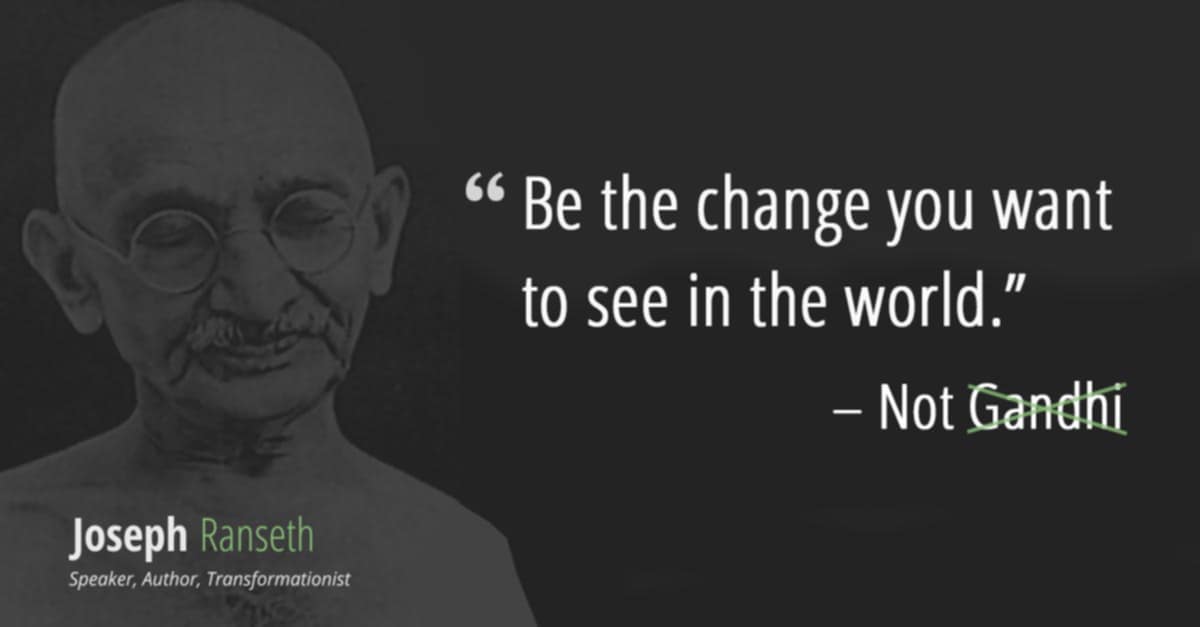 “ Be the change you want
to see in the world.”
– Not Gandhi
Joseph Ranseth
Speaker, Author, Transformationist